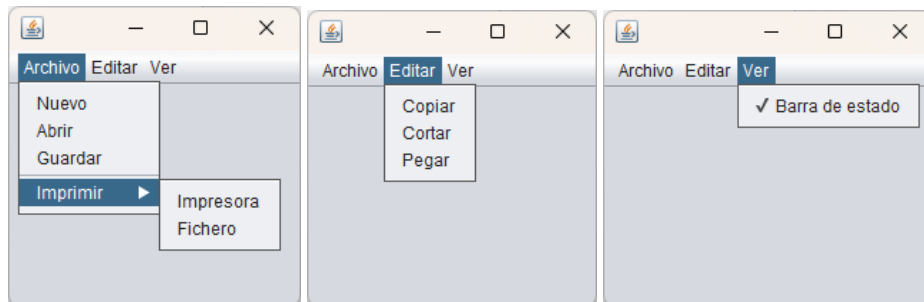 Archivo Editar Ver
Nuevo
Abrir
Guardar
Imprimir
Impresora
Fichero
Archivo Editar Ver
Copiar
Cortar
Pegar
Archivo Editar Ver
Barra de estado